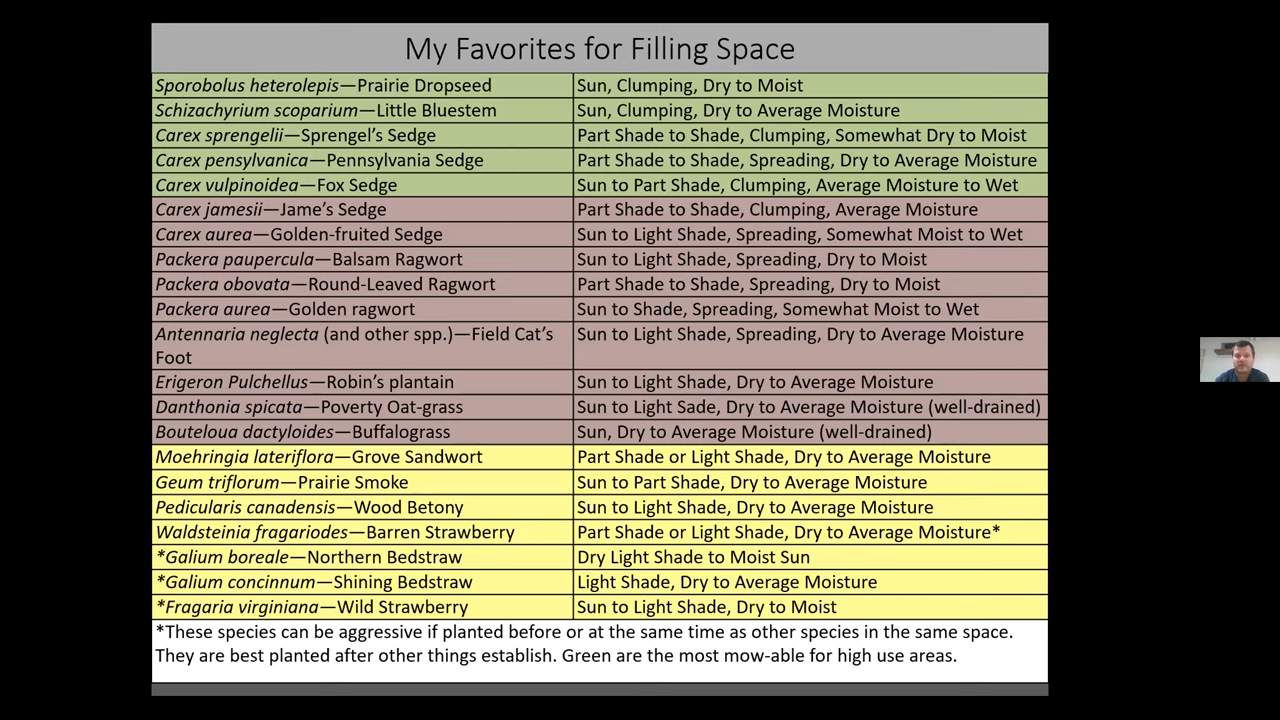 My Favorites for Filling Space
Sporobolus heterolepis—Prairie Dropseed Sun, Clumping, Dry to Moist
Schizachyrium scoparium—Little Bluestem Sun, Clumping, Dry to Average Moisture
Carex sprengelii—Sprengel’s Sedge Part Shade to Shade, Clumping, Somewhat Dry to Moist
Carex pensylvanica—Pennsylvania Sedge Part Shade to Shade, Spreading, Dry to Average Moisture
Carex vulpinoidea—Fox Sedge Sun to Part Shade, Clumping, Average Moisture to Wet
Carex jamesii—Jame’s Sedge Part Shade to Shade, Clumping, Average Moisture
Carex aurea—Golden-fruited Sedge Sun to Light Shade, Spreading, Somewhat Moist to Wet
Packera paupercula—Balsam Ragwort Sun to Light Shade, Spreading, Dry to Moist
Packera obovata—Round-Leaved Ragwort Part Shade to Shade, Spreading, Dry to Moist
Packera aurea—Golden ragwort Sun to Shade, Spreading, Somewhat Moist to Wet
Antennaria neglecta (and other spp.)—Field Cat’s Sun to Light Shade, Spreading, Dry to Average Moisture
Foot
Erigeron Pulchellus—Robin’s plantain Sun to Light Shade, Dry to Average Moisture
Danthonia spicata—Poverty Oat-grass Sun to Light Sade, Dry to Average Moisture (well-drained)
Bouteloua dactyloides—Buffalograss Sun, Dry to Average Moisture (well-drained)
Moehringia lateriflora—Grove Sandwort Part Shade or Light Shade, Dry to Average Moisture
Geum triflorum—Prairie Smoke Sun to Part Shade, Dry to Average Moisture
Pedicularis canadensis—Wood Betony Sun to Light Shade, Dry to Average Moisture
Waldsteinia fragariodes—Barren Strawberry Part Shade or Light Shade, Dry to Average Moisture*
*Galium boreale—Northern Bedstraw Dry Light Shade to Moist Sun
*Galium concinnum—Shining Bedstraw Light Shade, Dry to Average Moisture
*Fragaria virginiana—Wild Strawberry Sun to Light Shade, Dry to Moist
*These species can be aggressive if planted before or at the same time as other species in the same space.
They are best planted after other things establish. Green are the most mow-able for high use areas.